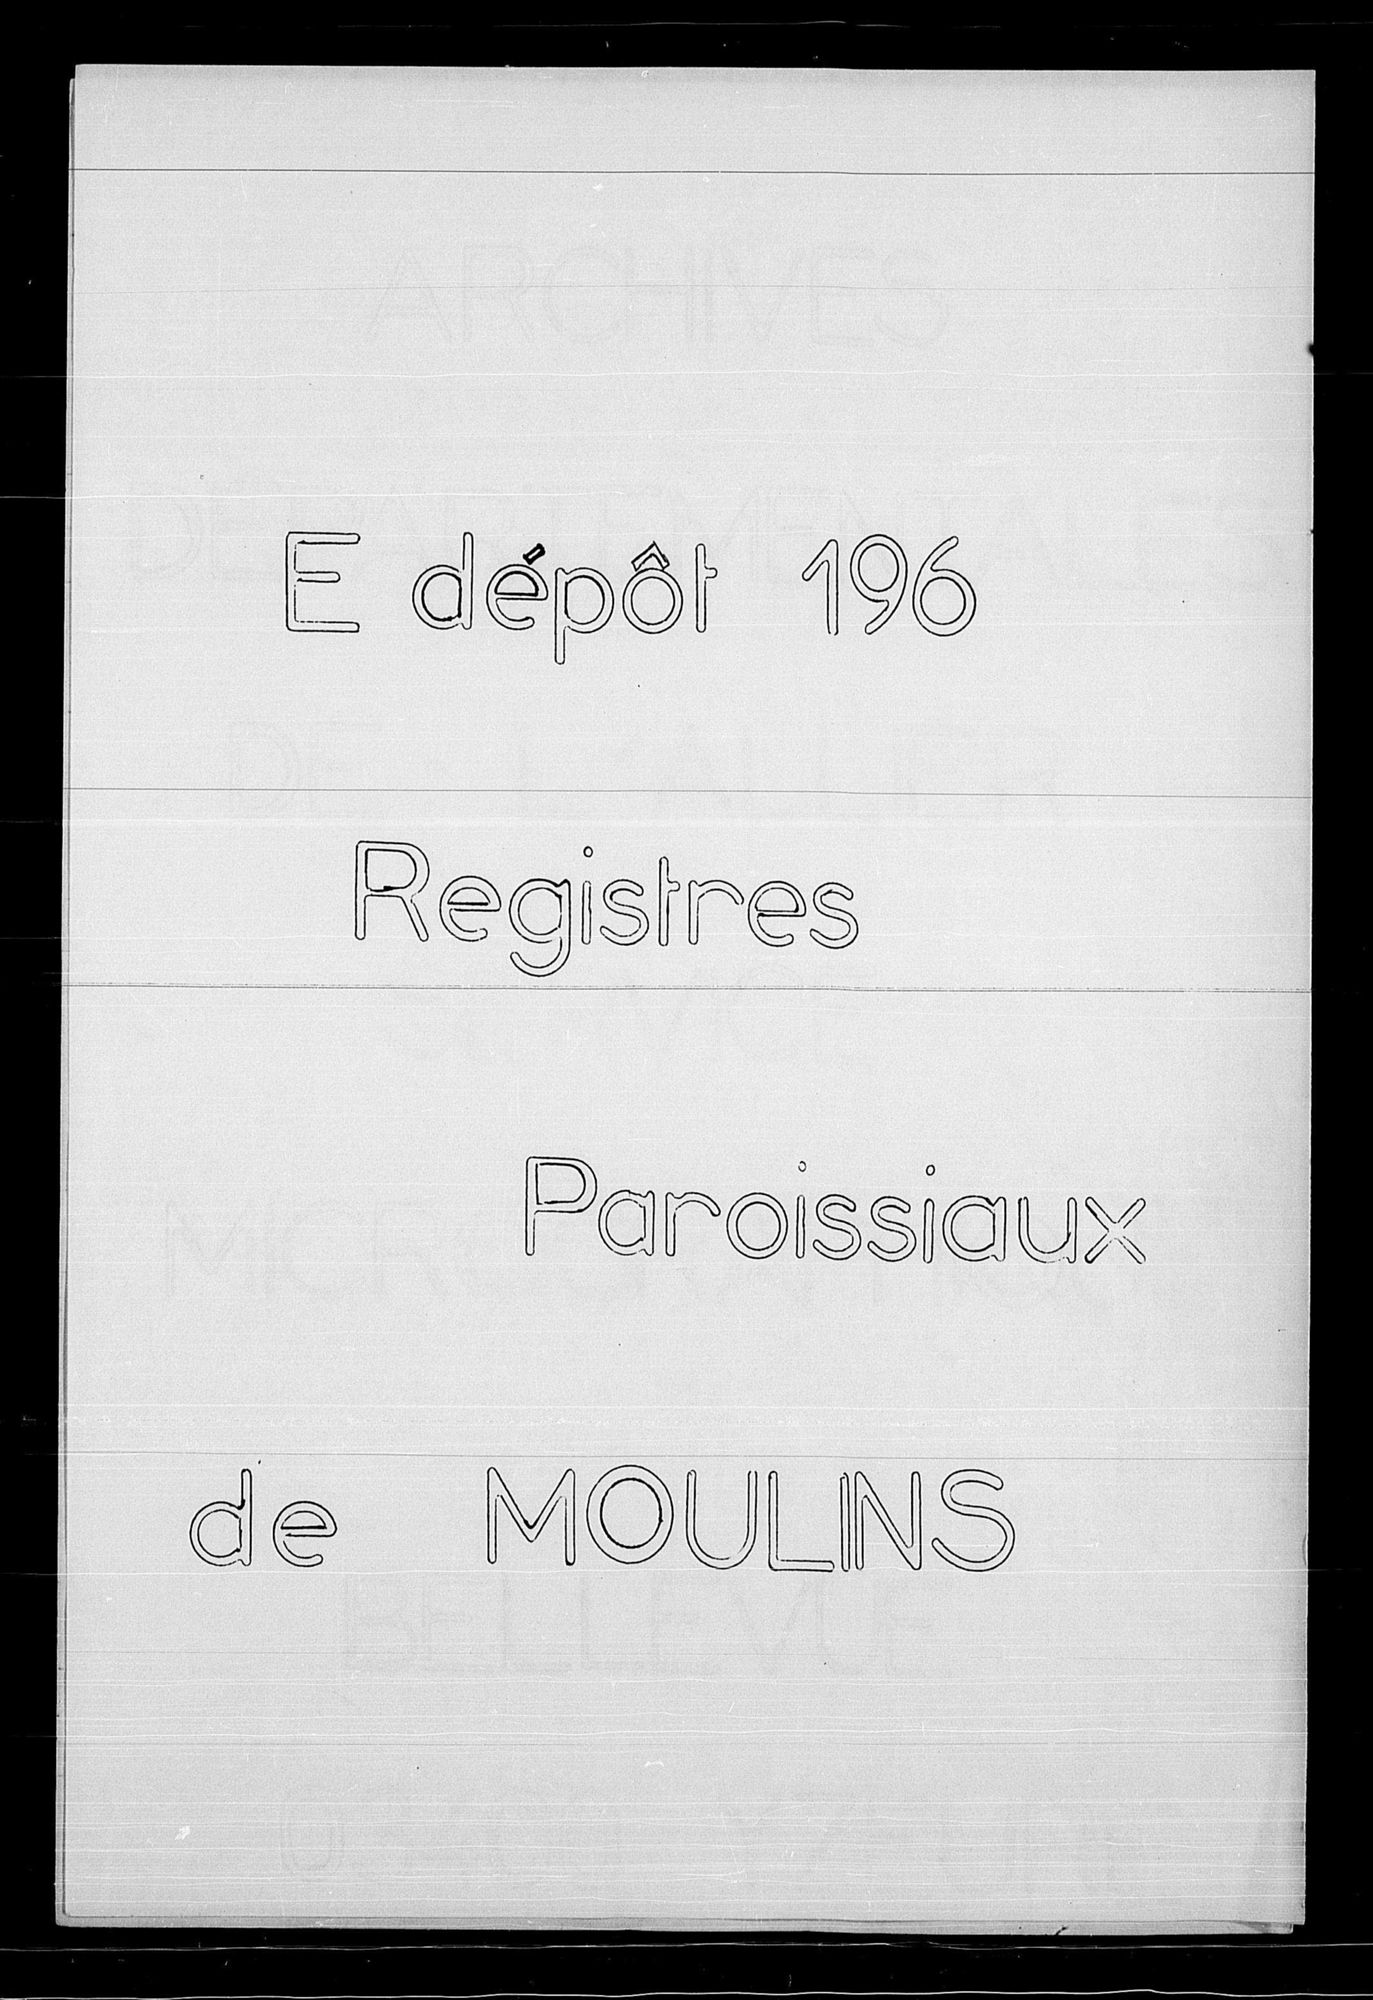 E dépôt 196
Registres
Paroissiaux
de MOULINS